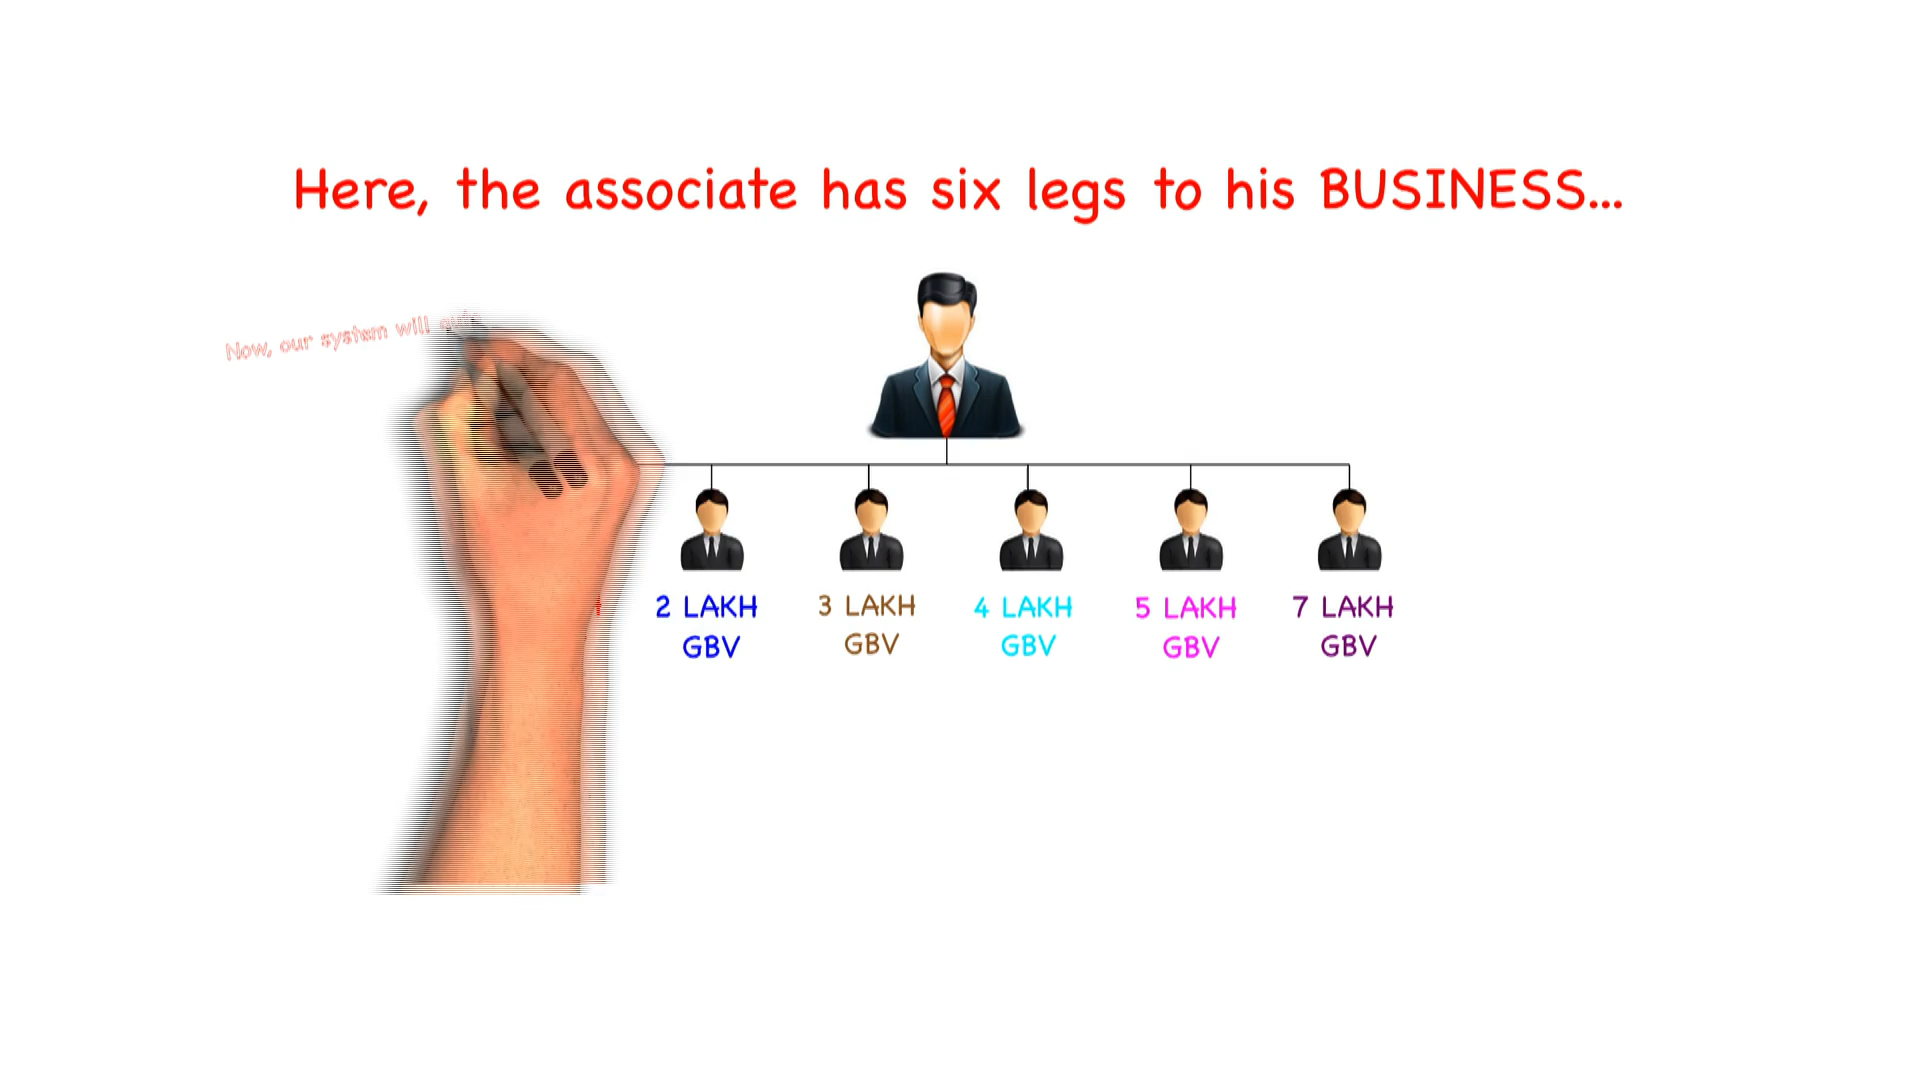 Here, the associate has six legs to his BUSINESS...
Now, our system will
2 LAKH
GBV
3 LAKH
GBV
4 LAKH
GBV
5 LAKH
GBV
7 LAKH
GBV